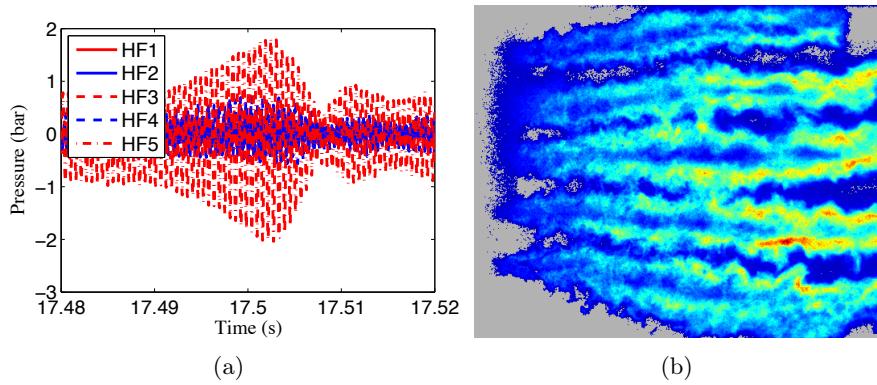 2
1
0
−1
−2
−3
Pressure (bar)
HF1
HF2
HF3
HF4
HF5
17.48 17.49 17.5 17.51 17.52
Time (s)
(a)
(b)